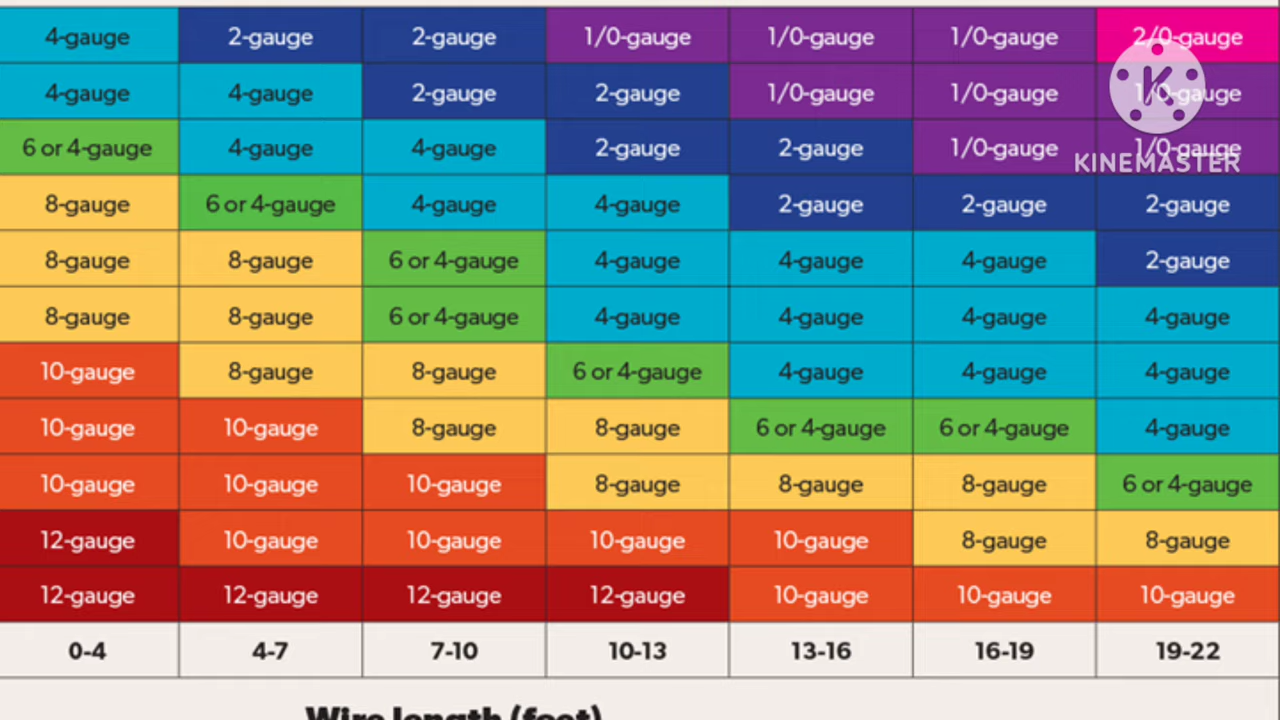 4-gauge 2-gauge 2-gauge 1/0-gauge 1/0-gauge 1/0-gauge 2/0-gauge
4-gauge 4-gauge 2-gauge 2-gauge 1/0-gauge 1/0-gauge 1/0-gauge
6 or 4-gauge 4-gauge 4-gauge 2-gauge 2-gauge 1/0-gauge 1/0-gauge
KINEMASTER
8-gauge 6 or 4-gauge 4-gauge 4-gauge 2-gauge 2-gauge 2-gauge
8-gauge 8-gauge 6 or 4-gauge 4-gauge 4-gauge 4-gauge 2-gauge
8-gauge 8-gauge 6 or 4-gauge 4-gauge 4-gauge 4-gauge 4-gauge
10-gauge 8-gauge 8-gauge 6 or 4-gauge 4-gauge 4-gauge 4-gauge
10-gauge 10-gauge 8-gauge 8-gauge 6 or 4-gauge 6 or 4-gauge 4-gauge
10-gauge 10-gauge 10-gauge 8-gauge 8-gauge 8-gauge 6 or 4-gauge
12-gauge 10-gauge 10-gauge 10-gauge 10-gauge 8-gauge 8-gauge
12-gauge 12-gauge 12-gauge 12-gauge 10-gauge 10-gauge 10-gauge
0-4 4-7 7-10 10-13 13-16 16-19 19-22
Wire length (feet)